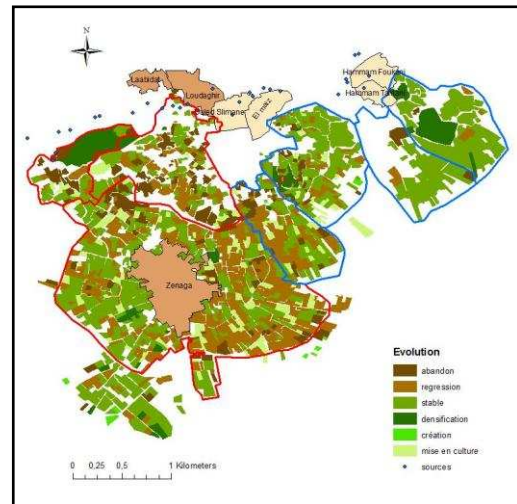 N
Laabidat
Loudaghir
Hammam Foukani
Hammam Tahtani
Oulad Slimane
El maiz
Zenaga
Evolution
abandon
regression
stable
densification
création
mise en culture
sources
0 0,25 0,5 1 Kilometers